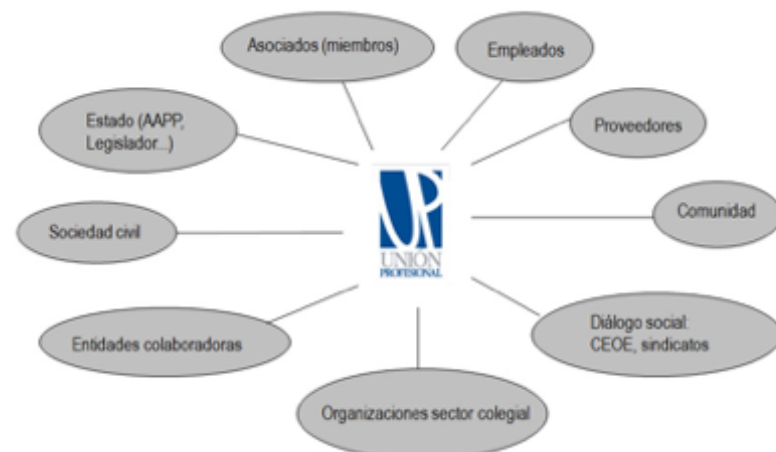 Asociados (miembros)
Empleados
Estado (AAPP,
Legislador...)
Proveedores
UP
UNION
PROFESIONAL
Comunidad
Sociedad civil
Entidades colaboradoras
Diálogo social:
CEOE, sindicatos
Organizaciones sector colegial